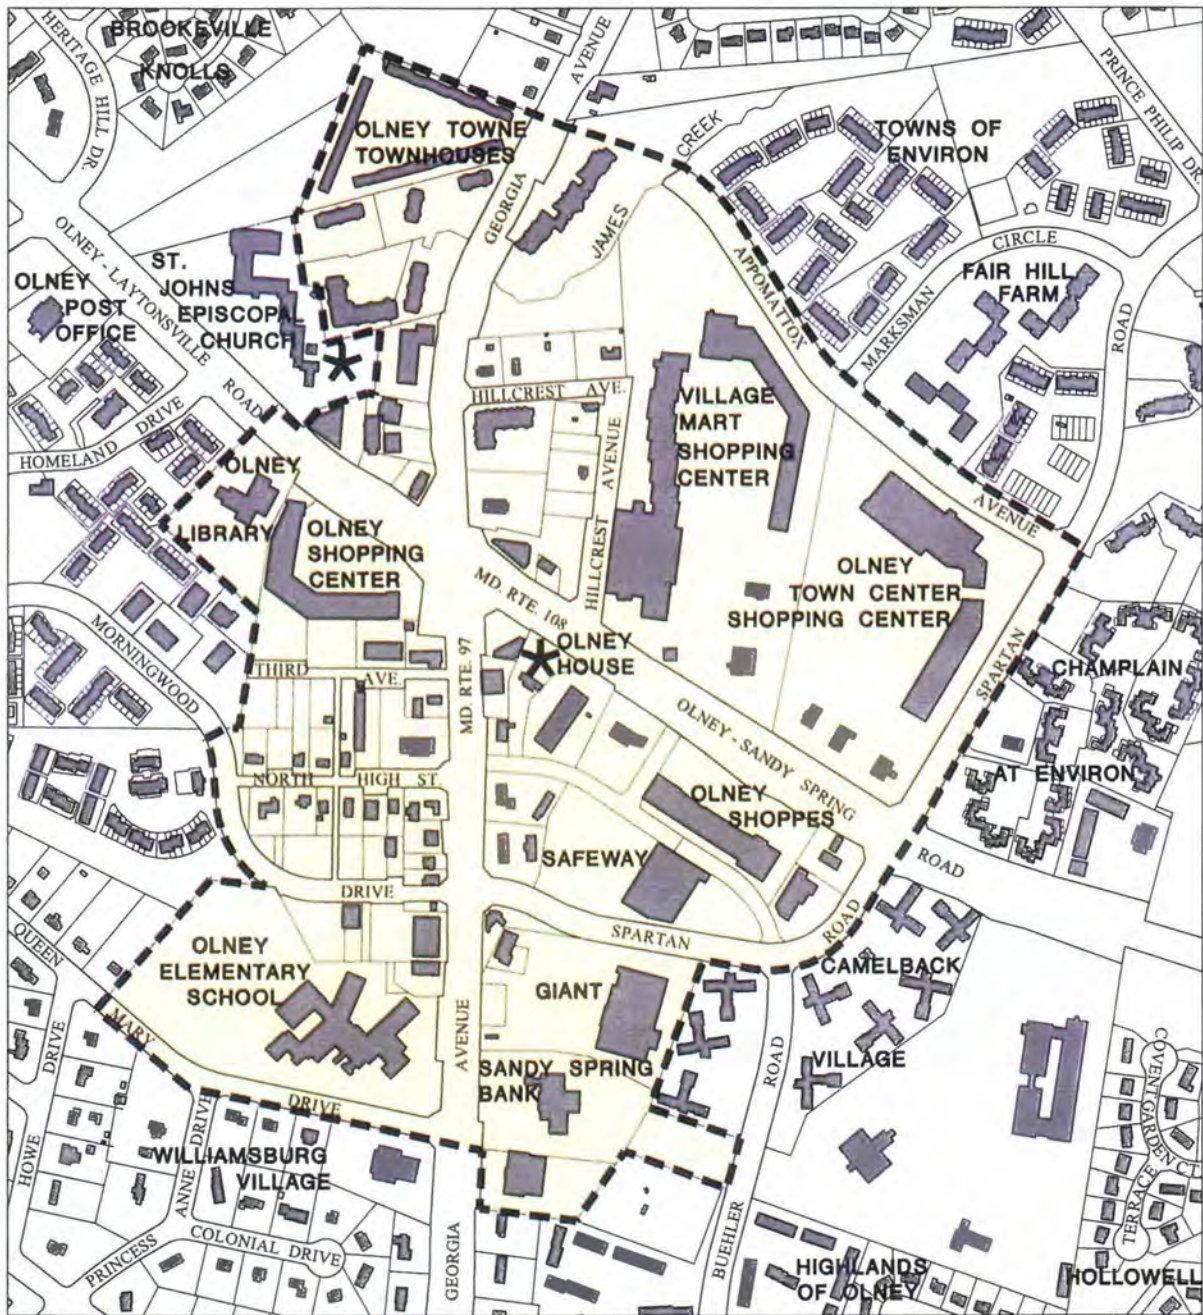 BROOKEVILLE
KNOLLS
HERITAGE HILL DR.
AVENUE
PRINCE PHILIP DR.
OLNEY TOWNE
TOWNHOUSES
CREEK
TOWNS OF
ENVIRON
GEORGIA
JAMES
OLNEY - LAYTONSVILLE
ROAD
ST.
JOHNS
EPISCOPAL
CHURCH
OLNEY
POST
OFFICE
APPOMATTOX
AVENUE
MARKSMAN
CIRCLE
FAIR HILL
FARM
ROAD
HILLCREST AVE.
HILLCREST
AVENUE
VILLAGE
MART
SHOPPING
CENTER
HOMELAND DRIVE
OLNEY
LIBRARY
OLNEY
SHOPPING
CENTER
MD. RTE. 108
OLNEY
TOWN CENTER
SHOPPING CENTER
MORNINGWOOD
OLNEY
HOUSE
MD. RTE. 97
THIRD
AVE.
SPARTAN
CHAMPLAIN
AT ENVIRON
OLNEY - SANDY SPRING
ROAD
NORTH
HIGH ST.
OLNEY
SHOPPES
SAFEWAY
DRIVE
SPARTAN
ROAD
QUEEN
MARY
DRIVE
OLNEY
ELEMENTARY
SCHOOL
GIANT
CAMELBACK
VILLAGE
AVENUE
SANDY SPRING
BANK
ROAD
HOWE
DRIVE
ANNE DRIVE
WILLIAMSBURG
VILLAGE
PRINCESS
COLONIAL DRIVE
GEORGIA
BUEHLER
HIGHLANDS
OF OLNEY
COVENT GARDEN CT.
TERRACE
HOLLOWELL